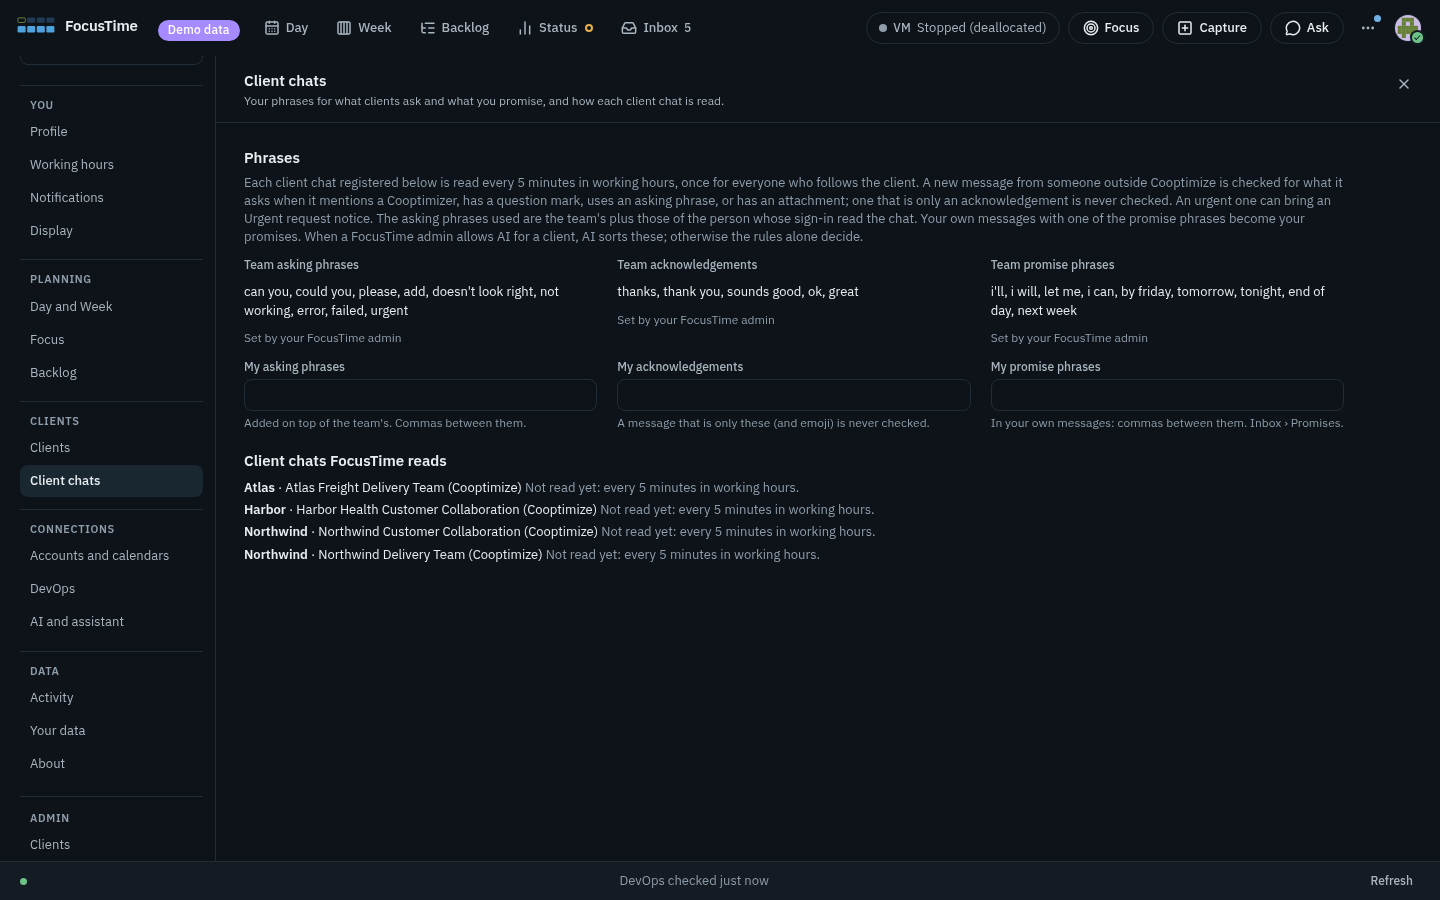 FocusTime
Demo data
Day
Week
Backlog
Status
Inbox 5
VM Stopped (deallocated)
Focus
Capture
Ask
YOU
Profile
Working hours
Notifications
Display
PLANNING
Day and Week
Focus
Backlog
CLIENTS
Clients
Client chats
CONNECTIONS
Accounts and calendars
DevOps
AI and assistant
DATA
Activity
Your data
About
ADMIN
Clients
Client chats
Your phrases for what clients ask and what you promise, and how each client chat is read.
Phrases
Each client chat registered below is read every 5 minutes in working hours, once for everyone who follows the client. A new message from someone outside Cooptimize is checked for what it
asks when it mentions a Cooptimizer, has a question mark, uses an asking phrase, or has an attachment; one that is only an acknowledgement is never checked. An urgent one can bring an
Urgent request notice. The asking phrases used are the team's plus those of the person whose sign-in read the chat. Your own messages with one of the promise phrases become your
promises. When a FocusTime admin allows AI for a client, AI sorts these; otherwise the rules alone decide.
Team asking phrases
can you, could you, please, add, doesn't look right, not
working, error, failed, urgent
Set by your FocusTime admin
Team acknowledgements
thanks, thank you, sounds good, ok, great
Set by your FocusTime admin
Team promise phrases
i'll, i will, let me, i can, by friday, tomorrow, tonight, end of
day, next week
Set by your FocusTime admin
My asking phrases
Added on top of the team's. Commas between them.
My acknowledgements
A message that is only these (and emoji) is never checked.
My promise phrases
In your own messages: commas between them. Inbox › Promises.
Client chats FocusTime reads
Atlas · Atlas Freight Delivery Team (Cooptimize) Not read yet: every 5 minutes in working hours.
Harbor · Harbor Health Customer Collaboration (Cooptimize) Not read yet: every 5 minutes in working hours.
Northwind · Northwind Customer Collaboration (Cooptimize) Not read yet: every 5 minutes in working hours.
Northwind · Northwind Delivery Team (Cooptimize) Not read yet: every 5 minutes in working hours.
DevOps checked just now
Refresh